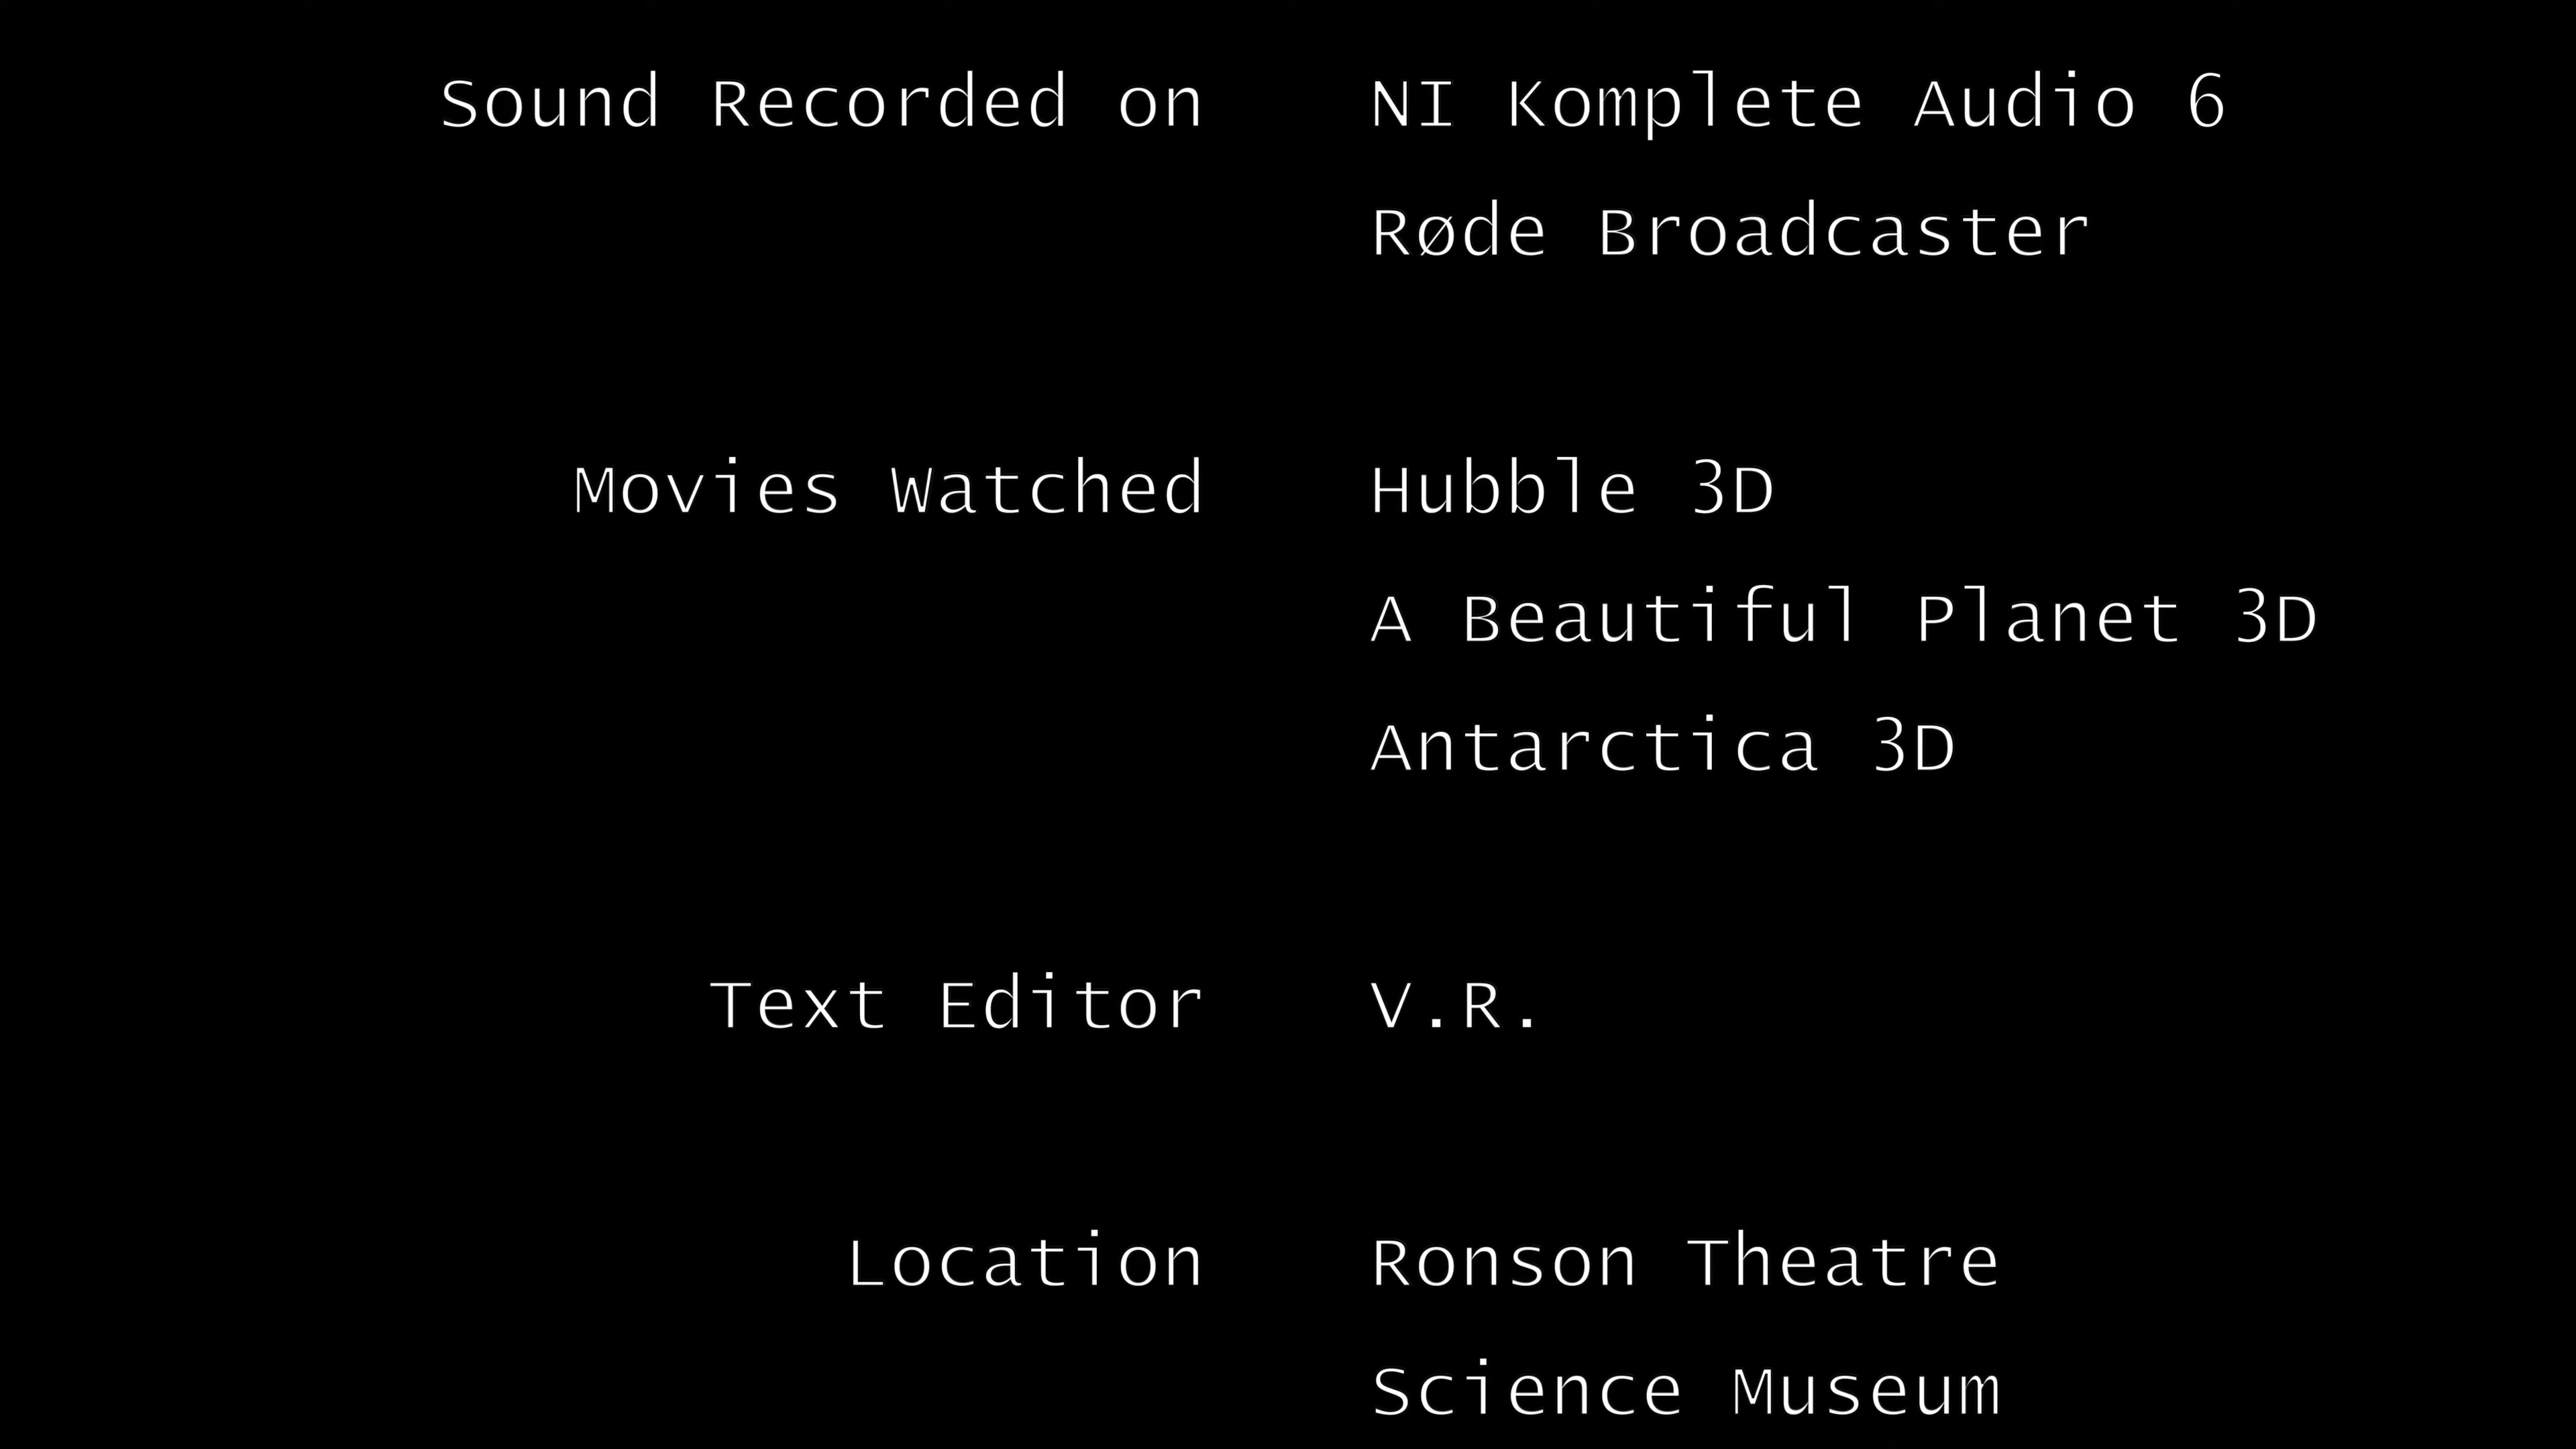 Sound Recorded on NI Komplete Audio 6
Røde Broadcaster
Movies Watched Hubble 3D
A Beautiful Planet 3D
Antarctica 3D
Text Editor V.R.
Location Ronson Theatre
Science Museum